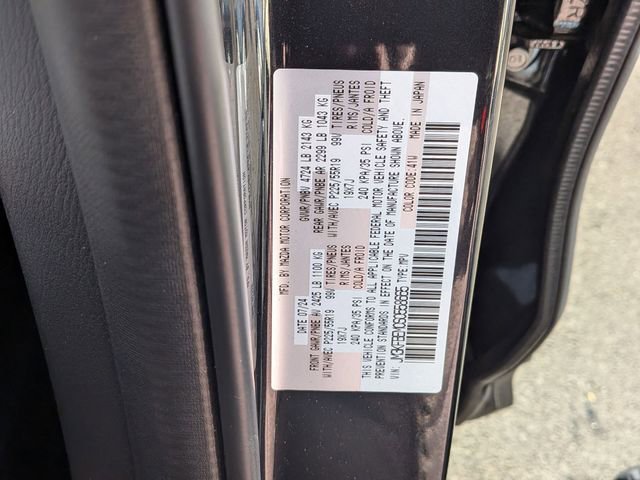 MFD. BY MAZDA MOTOR CORPORATION
DATE 07/24 GVWR/PNBV 4724 LB 2143 KG
FRONT GAWR/PNBE AV 2425 LB 1100 KG REAR GAWR/PNBE AR 2299 LB 1043 KG
WITH/AVEC P225/55R19 99V TIRES/PNEUS WITH/AVEC P225/55R19 99V TIRES/PNEUS
19X7J RIMS/JANTES 19X7J RIMS/JANTES
240 KPA/35 PSI COLD/A FROID 240 KPA/35 PSI COLD/A FROID
THIS VEHICLE CONFORMS TO ALL APPLICABLE FEDERAL MOTOR VEHICLE SAFETY AND THEFT
STANDARDS IN EFFECT ON THE DATE OF MANUFACTURE SHOWN ABOVE.
VIN: TYPE:MPV COLOR CODE:41W MADE IN JAPAN